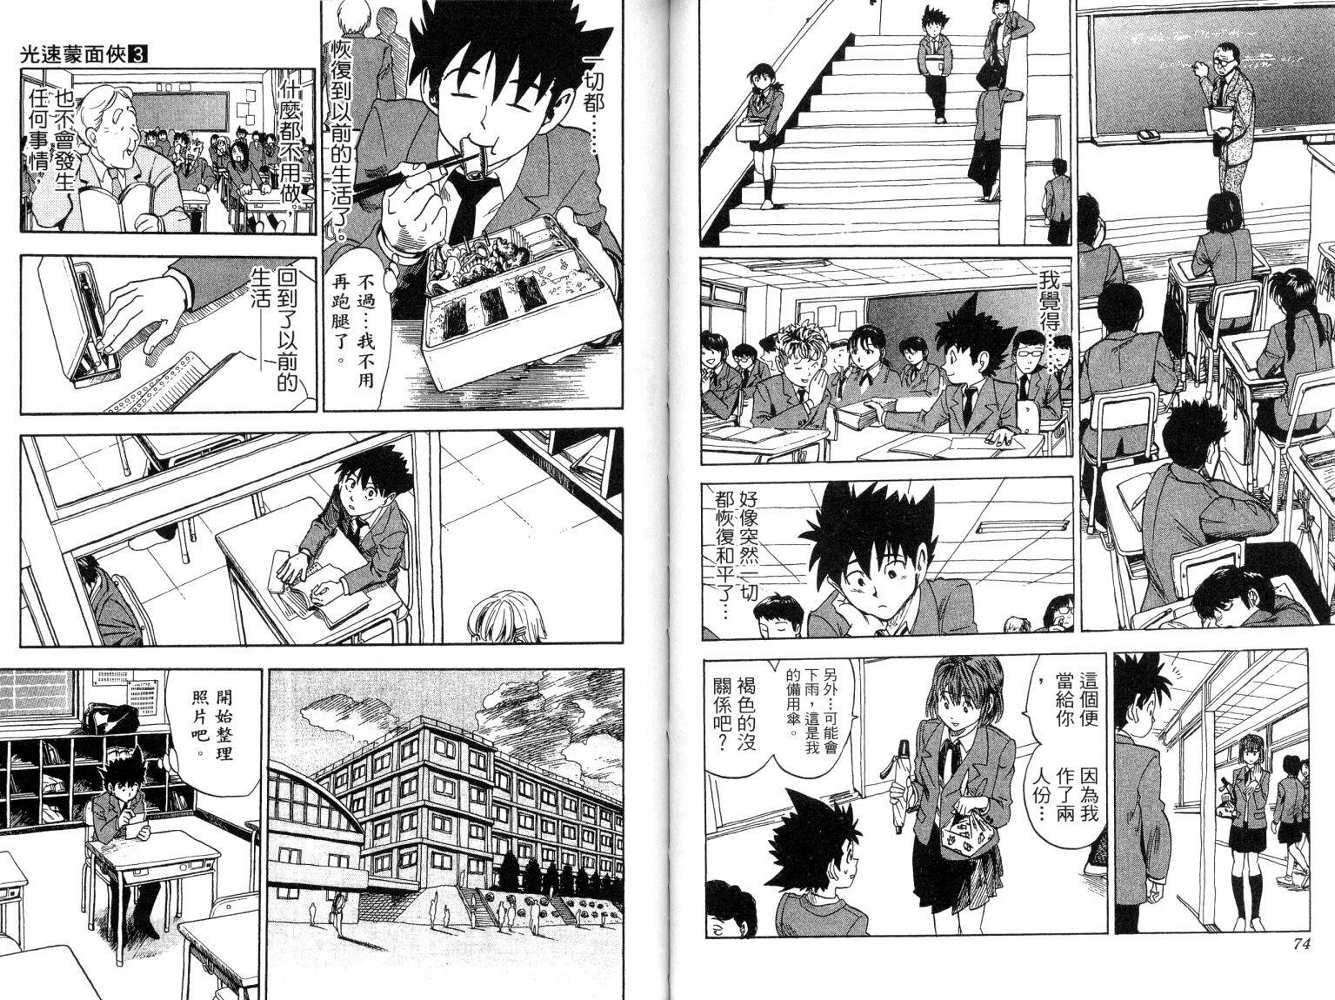 我覺得…
好像突然一切
都恢復和平了…
這個便
當給你
，
因為我
作了兩
人份…
另外…可能會
下雨，這是我
的備用傘。
褐色的沒
關係吧？
74
光速蒙面俠3
一切都……
恢復到以前的生活了。
不過…我不用
再跑腿了。
什麼都不用做，
也不會發生
任何事情，
回到了以前的
生活—
開始整理
照片吧。